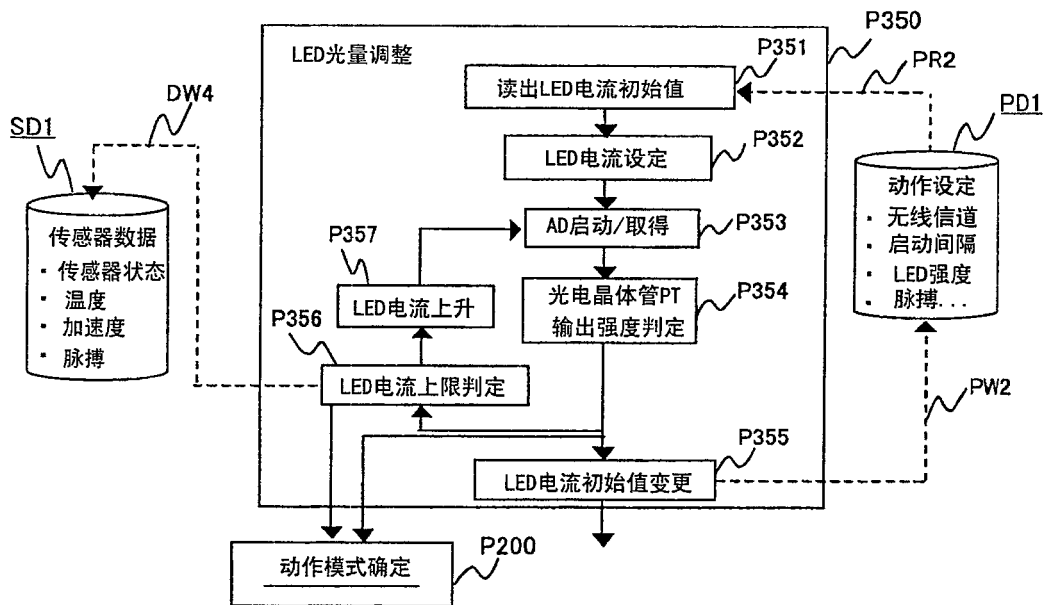 P350
LED光量调整
P351
读出LED电流初始值
PR2
DW4
SD1
PD1
P352
LED电流设定
动作设定
· 无线信道
· 启动间隔
· LED强度
· 脉搏...
传感器数据
· 传感器状态
· 温度
· 加速度
· 脉搏
P353
AD启动/取得
P357
LED电流上升
P354
光电晶体管PT
输出强度判定
P356
LED电流上限判定
PW2
P355
LED电流初始值变更
P200
动作模式确定